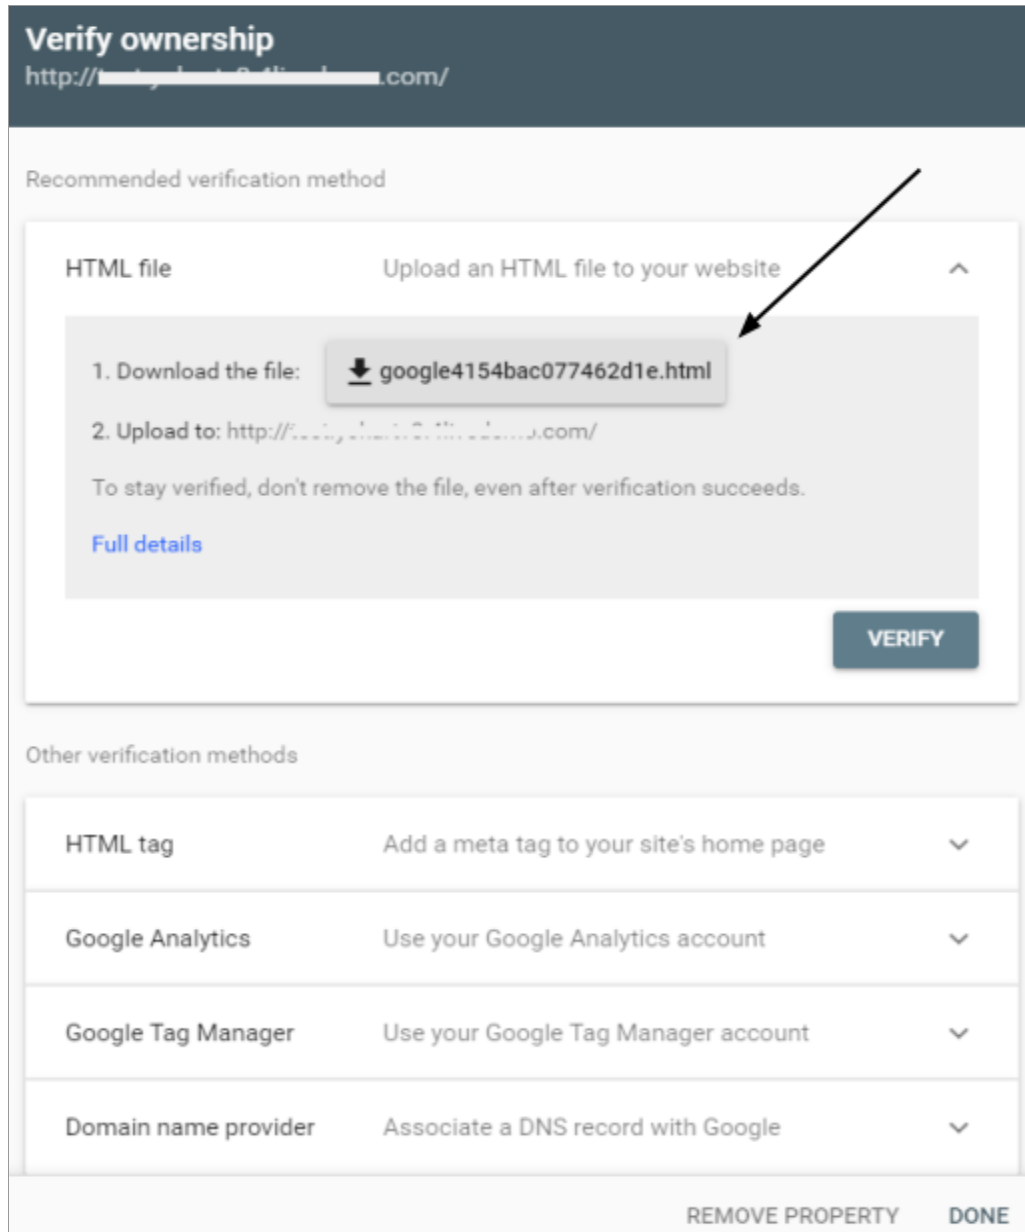 Verify ownership
http:// .com/
Recommended verification method
HTML file Upload an HTML file to your website
1. Download the file: google4154bac077462d1e.html
2. Upload to: http:// .com/
To stay verified, don't remove the file, even after verification succeeds.
Full details
VERIFY
Other verification methods
HTML tag Add a meta tag to your site's home page
Google Analytics Use your Google Analytics account
Google Tag Manager Use your Google Tag Manager account
Domain name provider Associate a DNS record with Google
REMOVE PROPERTY DONE